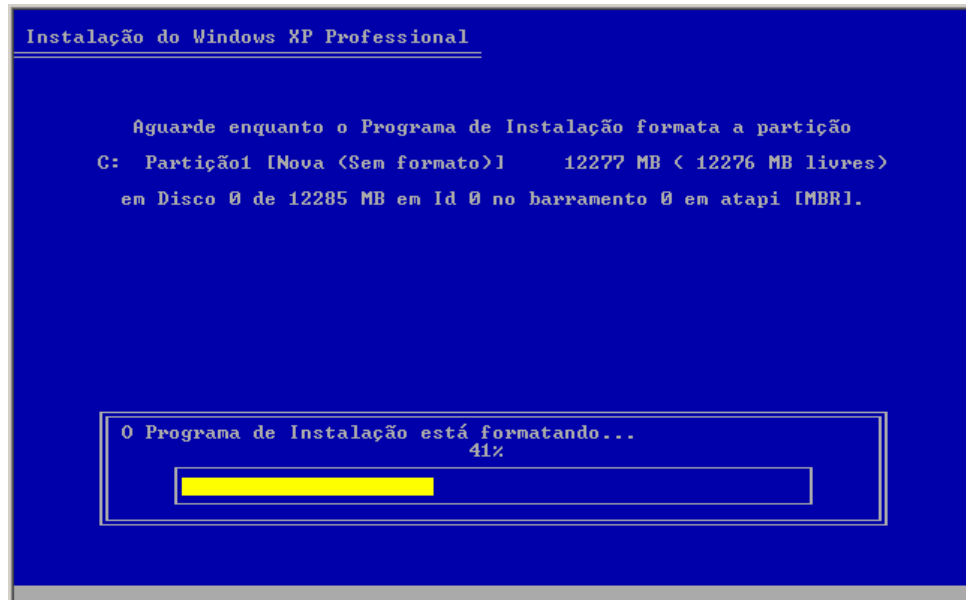 Instalação do Windows XP Professional
Aguarde enquanto o Programa de Instalação formata a partição
C: Partição1 [Nova (Sem formato)] 12277 MB ( 12276 MB livres)
em Disco 0 de 12285 MB em Id 0 no barramento 0 em atapi [MBR].
O Programa de Instalação está formatando...
41%